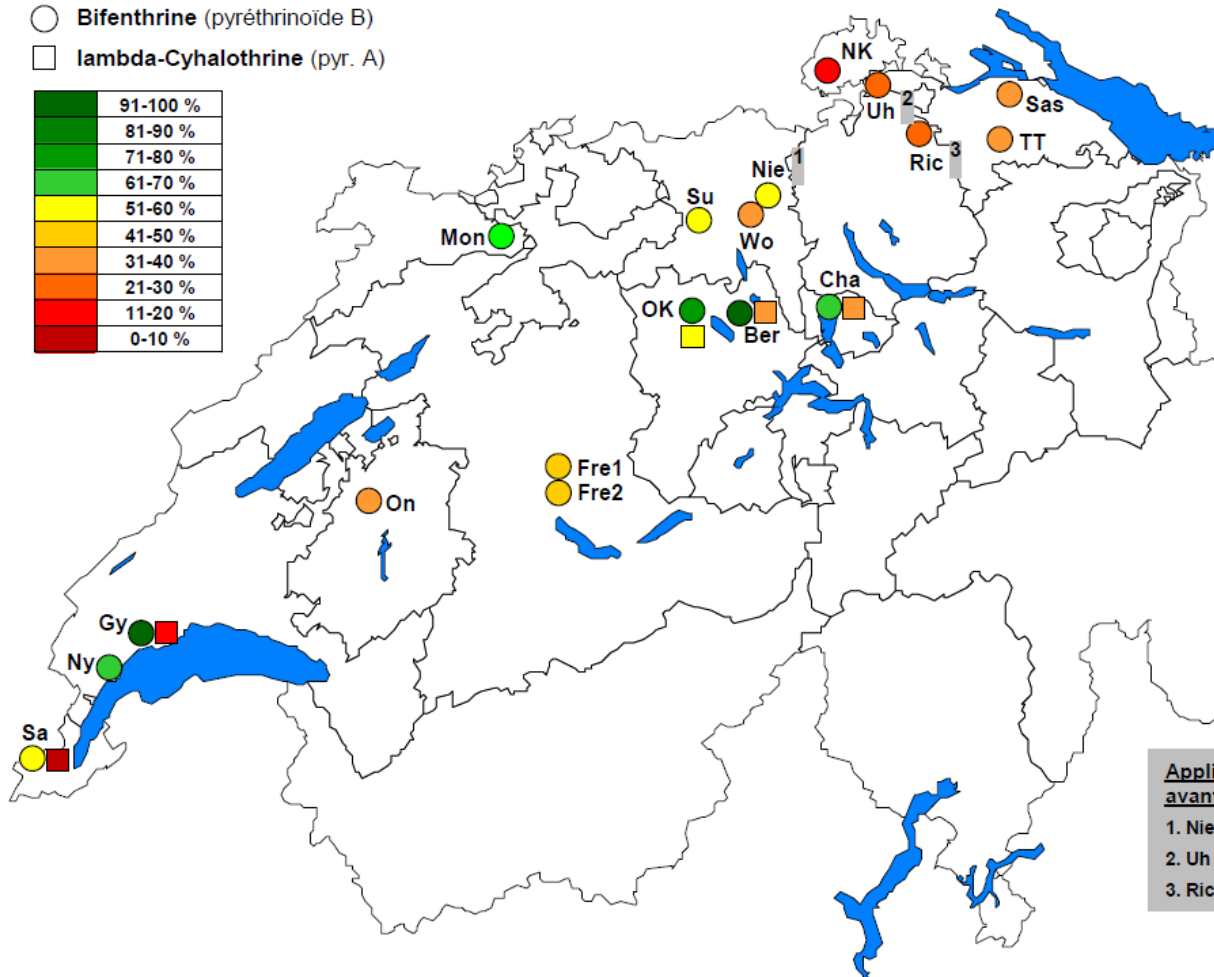 Bifenthrine (pyréthrinoïde B)
lambda-Cyhalothrine (pyr. A)
91-100 %
81-90 %
71-80 %
61-70 %
51-60 %
41-50 %
31-40 %
21-30 %
11-20 %
0-10 %
NK
Uh
2
Sas
Ric
3
TT
1
Nie
Su
Wo
Mon
Cha
OK
Ber
Fre1
Fre2
On
Gy
Ny
Sa
Appli
avant
1. Nie
2. Uh
3. Ric